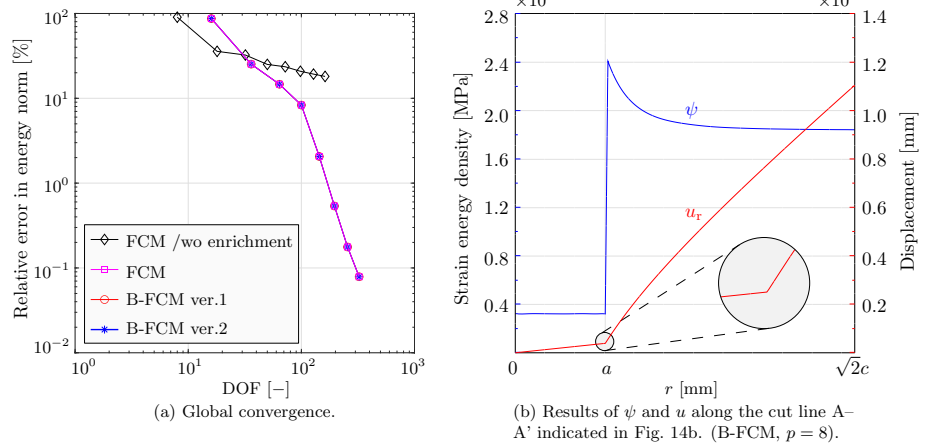 Relative error in energy norm [%]
10^2
10^1
10^0
10^-1
10^-2
FCM /wo enrichment
FCM
B-FCM ver.1
B-FCM ver.2
10^0 10^1 10^2 10^3
DOF [−]
(a) Global convergence.
Strain energy density [MPa]
2.8
2.4
2.0
1.6
1.2
0.8
0.4
ψ
u_r
1.4
1.2
1.0
0.8
0.6
0.4
0.2
Displacement [mm]
0 a √2c
r [mm]
(b) Results of ψ and u along the cut line A–
A' indicated in Fig. 14b. (B-FCM, p = 8).